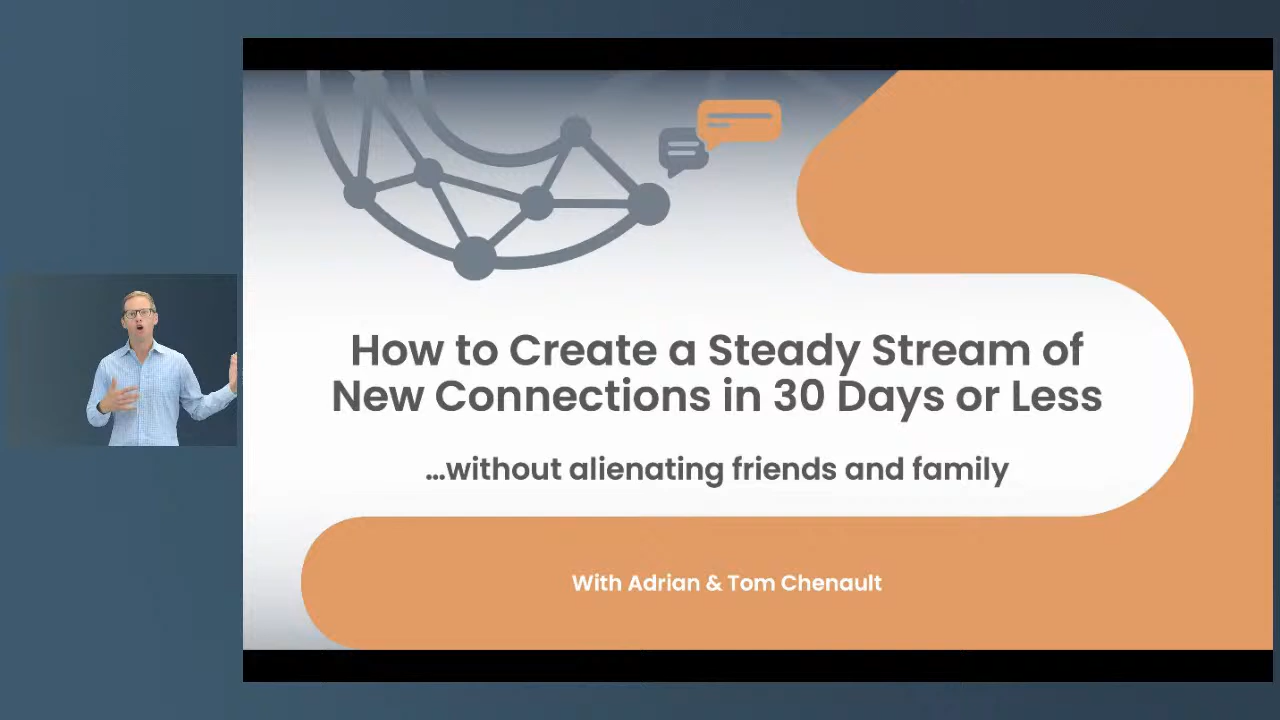 How to Create a Steady Stream of
New Connections in 30 Days or Less
...without alienating friends and family
With Adrian & Tom Chenault